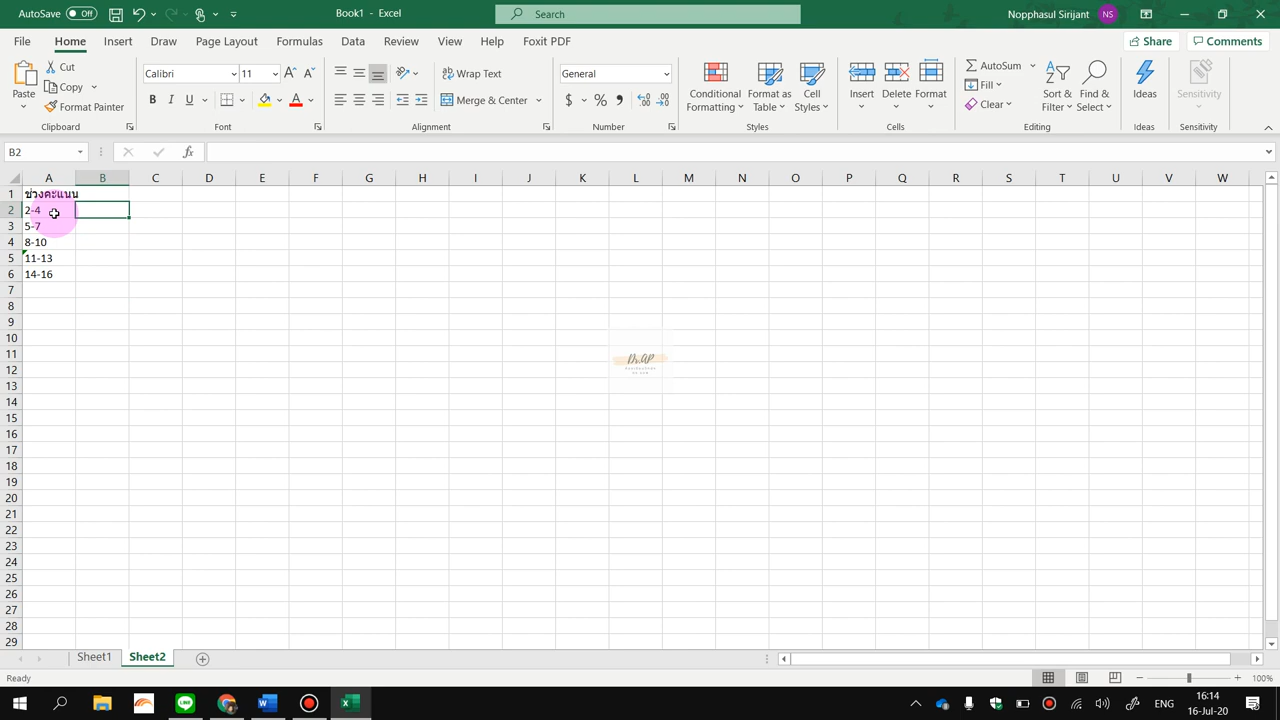 AutoSave Off Book1 - Excel Search Nopphasul Sirijant NS
File Home Insert Draw Page Layout Formulas Data Review View Help Foxit PDF Share Comments
Paste Cut Copy Format Painter Clipboard
Calibri 11 A A B I U A Font
Wrap Text Merge & Center Alignment
General $ % , Number
Conditional Formatting Format as Table Cell Styles Styles
Insert Delete Format Cells
AutoSum Fill Clear Sort & Filter Find & Select Editing
Ideas Ideas
Sensitivity Sensitivity
B2 fx
A B C D E F G H I J K L M N O P Q R S T U V W
1 ช่วงคะแนน
2 2-4
3 5-7
4 8-10
5 11-13
6 14-16
7
8
9
10
11
12
13
14
15
16
17
18
19
20
21
22
23
24
25
26
27
28
29
Dr.AP
Sheet1 Sheet2
Ready 100%
ENG 16:14
16-Jul-20